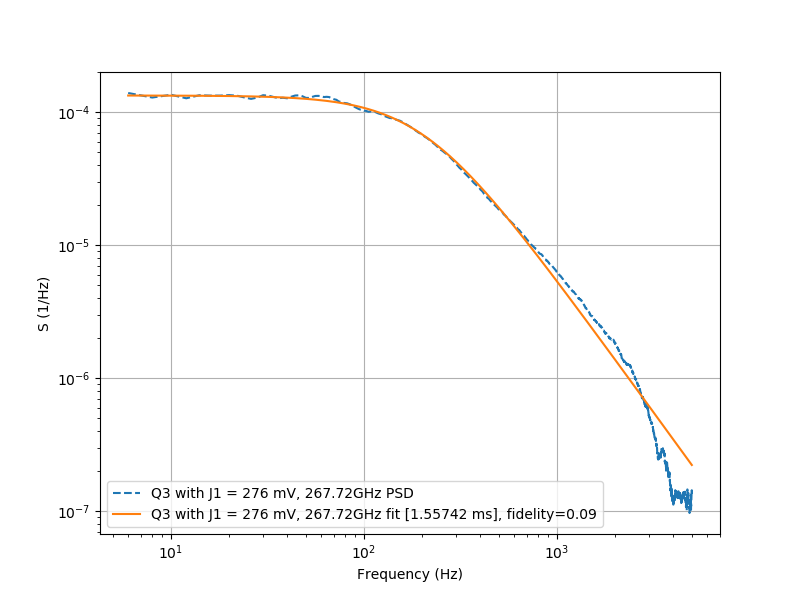 10⁻⁴
10⁻⁵
10⁻⁶
10⁻⁷
S (1/Hz)
Q3 with J1 = 276 mV, 267.72GHz PSD
Q3 with J1 = 276 mV, 267.72GHz fit [1.55742 ms], fidelity=0.09
10¹ 10² 10³
Frequency (Hz)